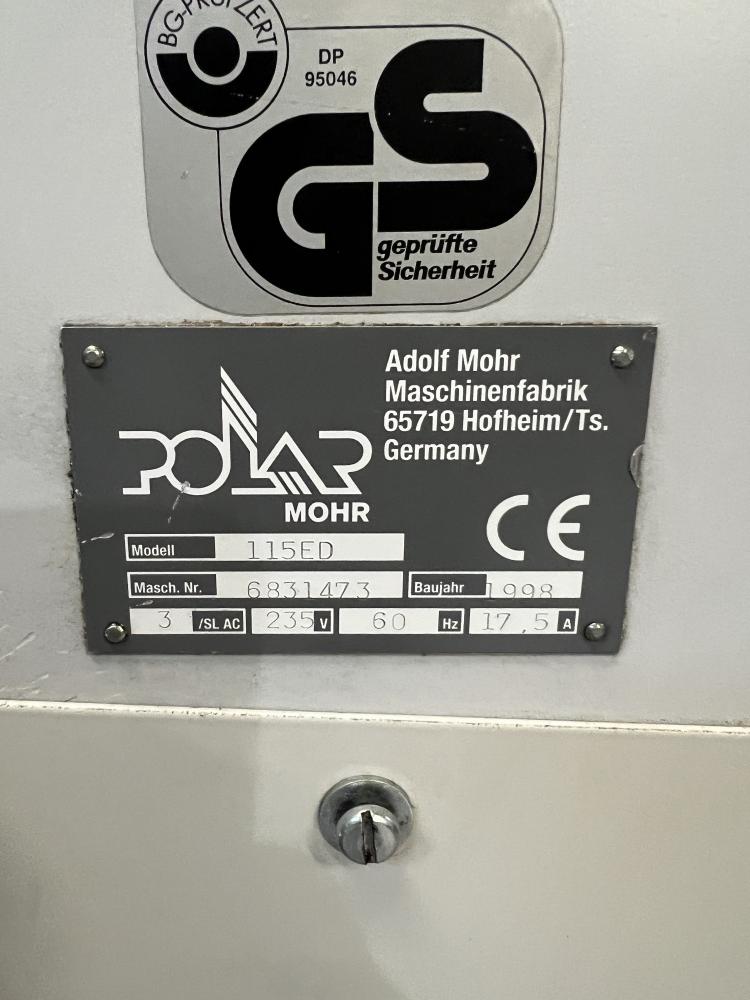 BG-PRÜFZERT
DP
95046
GS
geprüfte
Sicherheit
POLAR
MOHR
Adolf Mohr
Maschinenfabrik
65719 Hofheim/Ts.
Germany
CE
Modell 115ED
Masch. Nr. 6831473 Baujahr 1998
3 /SL AC 235 V 60 Hz 17,5 A